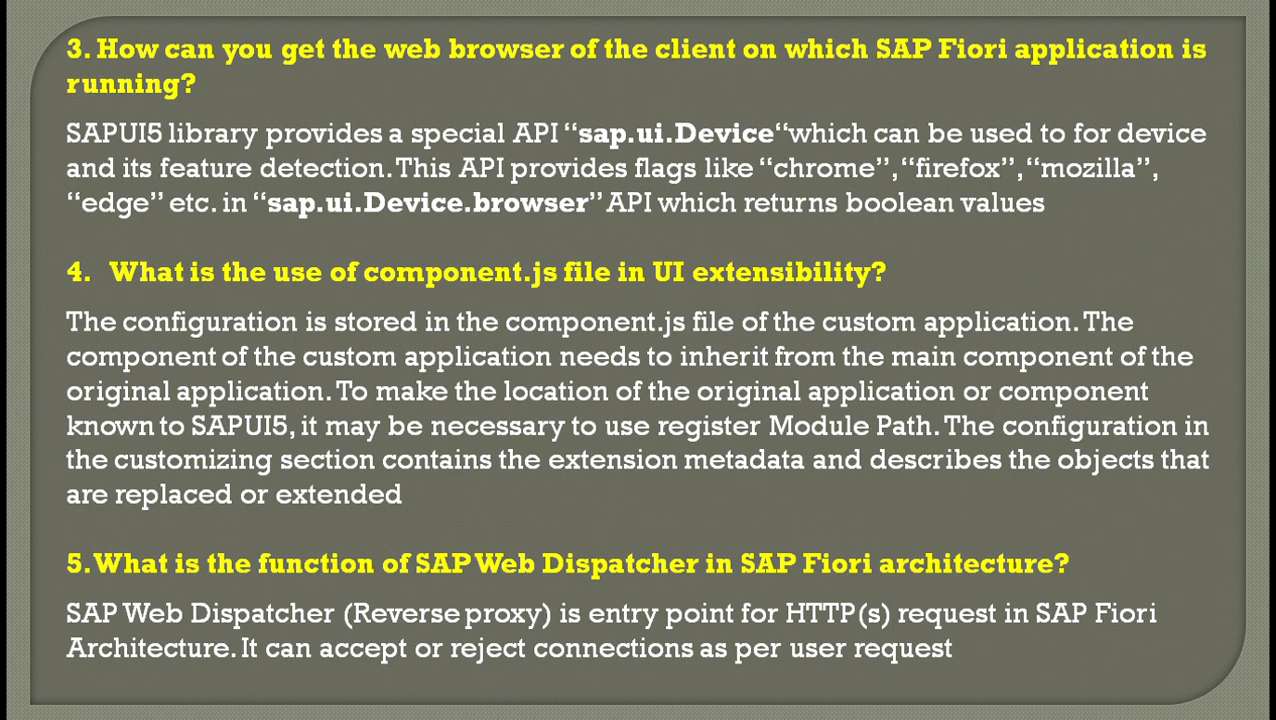 3. How can you get the web browser of the client on which SAP Fiori application is
running?
SAPUI5 library provides a special API “sap.ui.Device“which can be used to for device
and its feature detection. This API provides flags like “chrome”, “firefox”, “mozilla”,
“edge” etc. in “sap.ui.Device.browser” API which returns boolean values
4. What is the use of component.js file in UI extensibility?
The configuration is stored in the component.js file of the custom application. The
component of the custom application needs to inherit from the main component of the
original application. To make the location of the original application or component
known to SAPUI5, it may be necessary to use register Module Path. The configuration in
the customizing section contains the extension metadata and describes the objects that
are replaced or extended
5. What is the function of SAP Web Dispatcher in SAP Fiori architecture?
SAP Web Dispatcher (Reverse proxy) is entry point for HTTP(s) request in SAP Fiori
Architecture. It can accept or reject connections as per user request